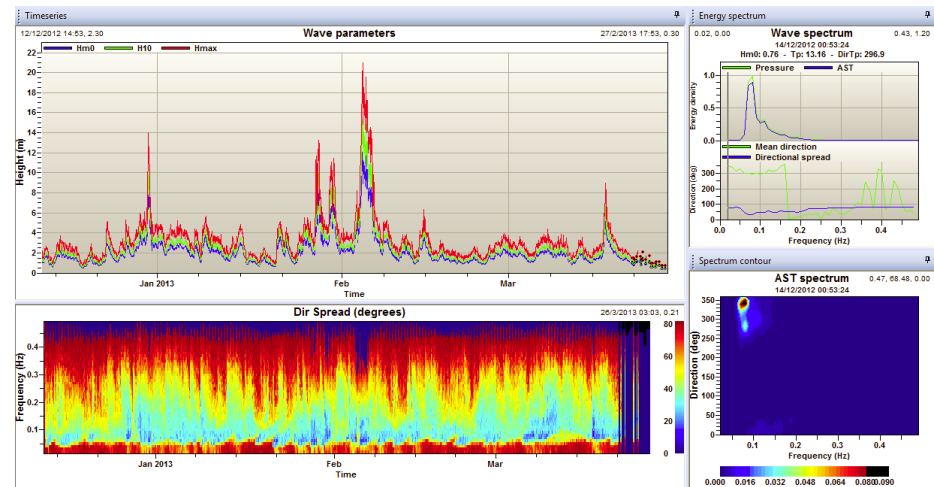 Timeseries
12/12/2012 14:53, 2.30
Wave parameters
27/2/2013 17:53, 0.30
Hm0 H10 Hmax
Height (m)
22
20
18
16
14
12
10
8
6
4
2
0
Jan 2013 Feb Mar
Time
Dir Spread (degrees)
26/3/2013 03:03, 0.21
Frequency (Hz)
0.4
0.3
0.2
0.1
80
60
40
20
0
Jan 2013 Feb Mar
Time
Energy spectrum
0.02, 0.00
Wave spectrum
0.43, 1.20
14/12/2012 00:53:24
Hm0: 0.76 - Tp: 13.16 - DirTp: 296.9
Pressure AST
Energy density
1.0
0.5
0.0
Mean direction
Directional spread
Direction (deg)
300
200
100
0
0.0 0.1 0.2 0.3 0.4
Frequency (Hz)
Spectrum contour
AST spectrum
0.47, 68.48, 0.00
14/12/2012 00:53:24
Direction (deg)
350
300
250
200
150
100
50
0
0.1 0.2 0.3 0.4
Frequency (Hz)
0.000 0.016 0.032 0.048 0.064 0.080 0.090